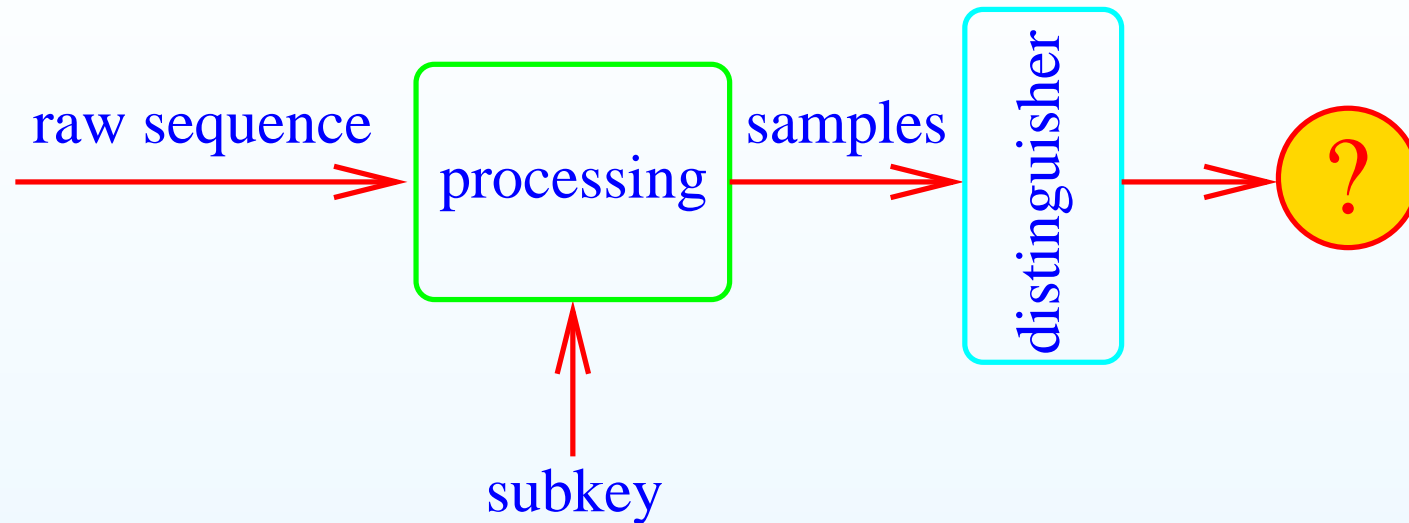 raw sequence
processing
samples
distinguisher
?
subkey